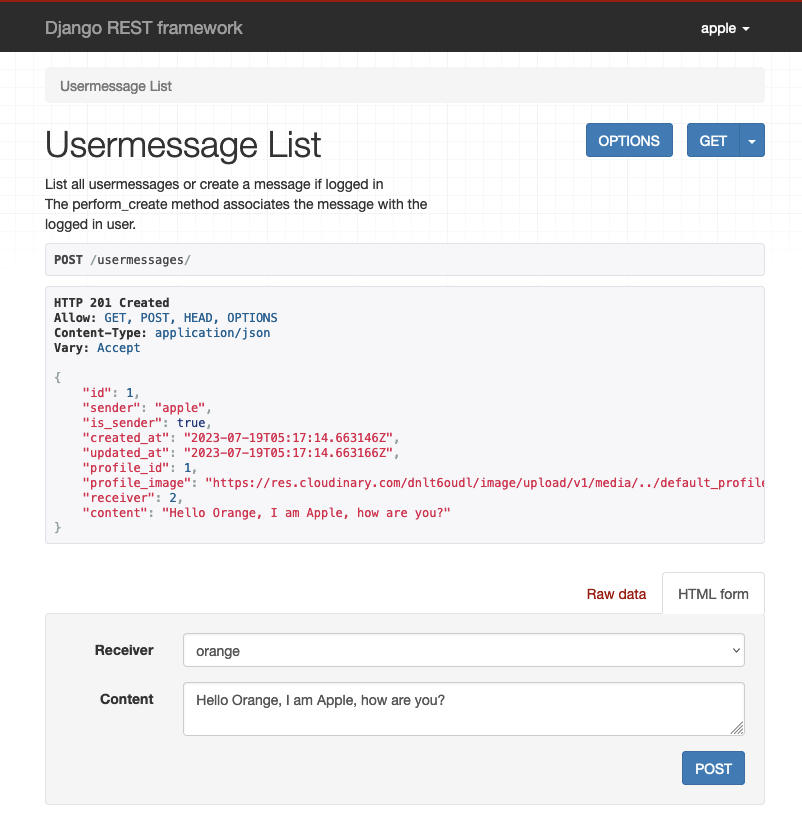 Django REST framework
apple
Usermessage List
Usermessage List
OPTIONS
GET
List all usermessages or create a message if logged in
The perform_create method associates the message with the
logged in user.
POST /usermessages/
HTTP 201 Created
Allow: GET, POST, HEAD, OPTIONS
Content-Type: application/json
Vary: Accept
{
"id": 1,
"sender": "apple",
"is_sender": true,
"created_at": "2023-07-19T05:17:14.663146Z",
"updated_at": "2023-07-19T05:17:14.663166Z",
"profile_id": 1,
"profile_image": "https://res.cloudinary.com/dnlt6oudl/image/upload/v1/media/../default_profile
"receiver": 2,
"content": "Hello Orange, I am Apple, how are you?"
}
Raw data
HTML form
Receiver
orange
Content
Hello Orange, I am Apple, how are you?
POST